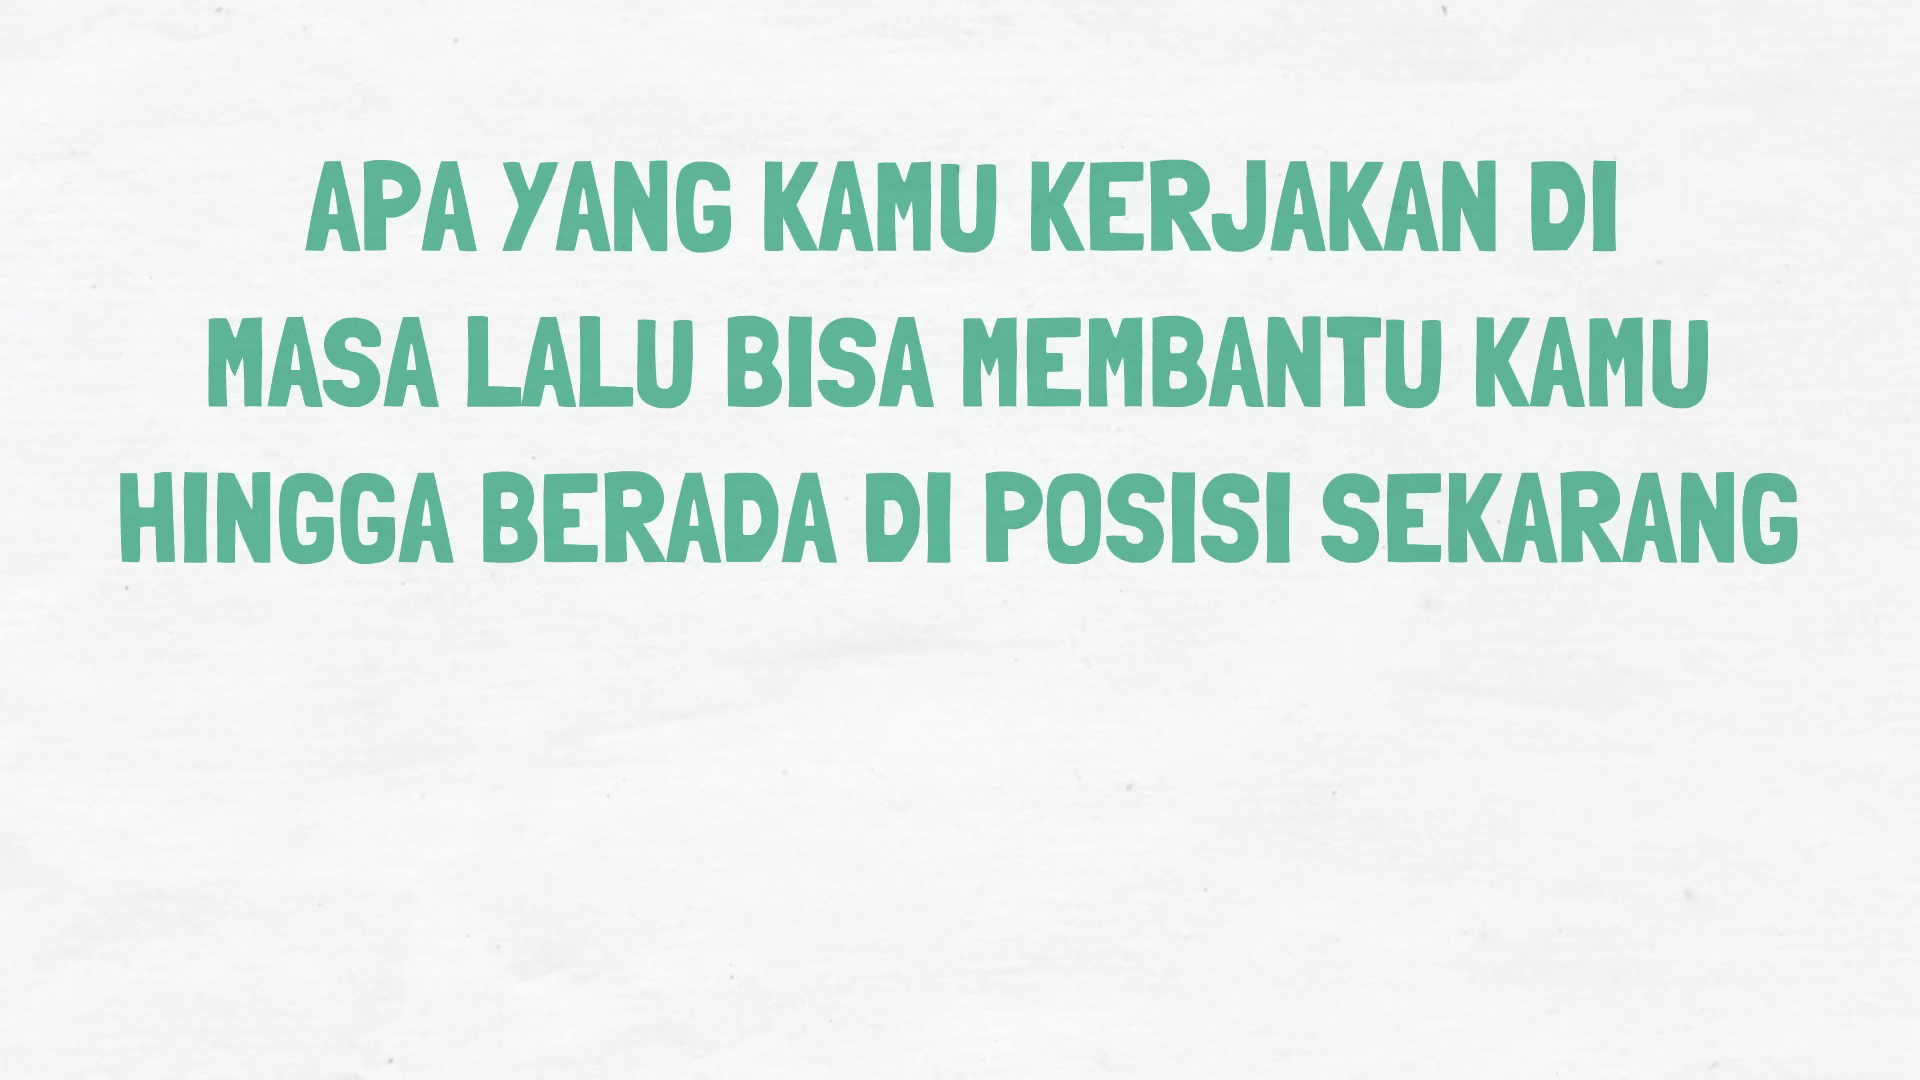 APA YANG KAMU KERJAKAN DI
MASA LALU BISA MEMBANTU KAMU
HINGGA BERADA DI POSISI SEKARANG